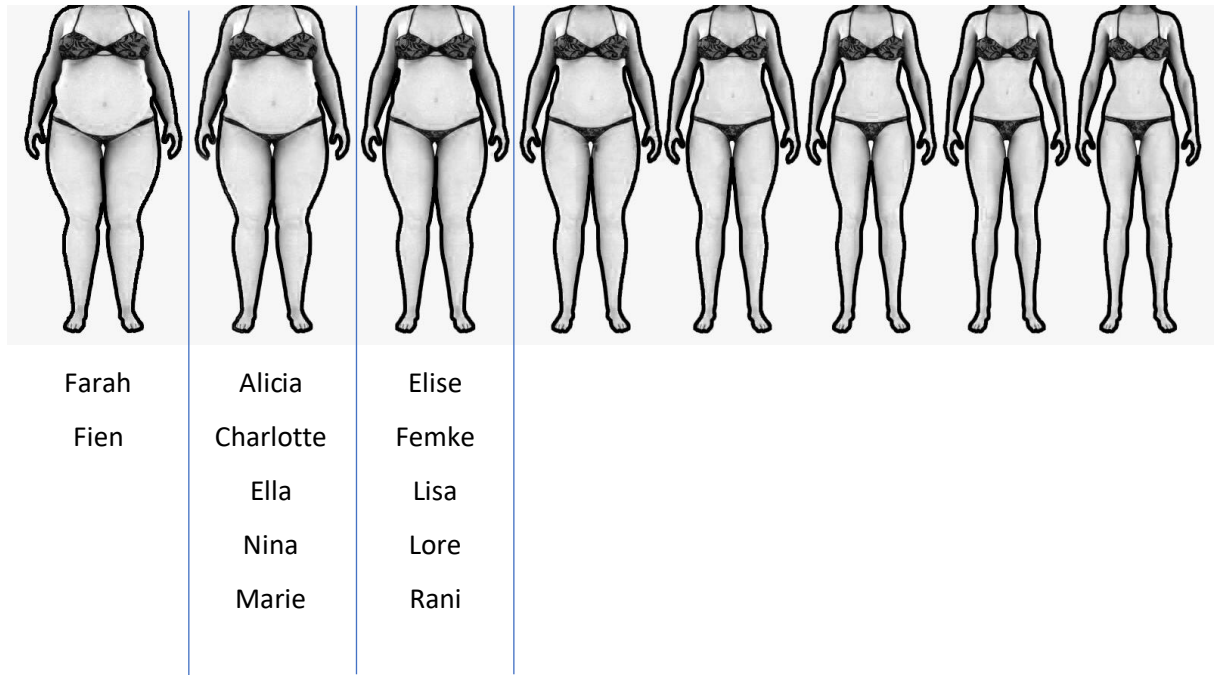 Farah Alicia Elise
Fien Charlotte Femke
Ella Lisa
Nina Lore
Marie Rani